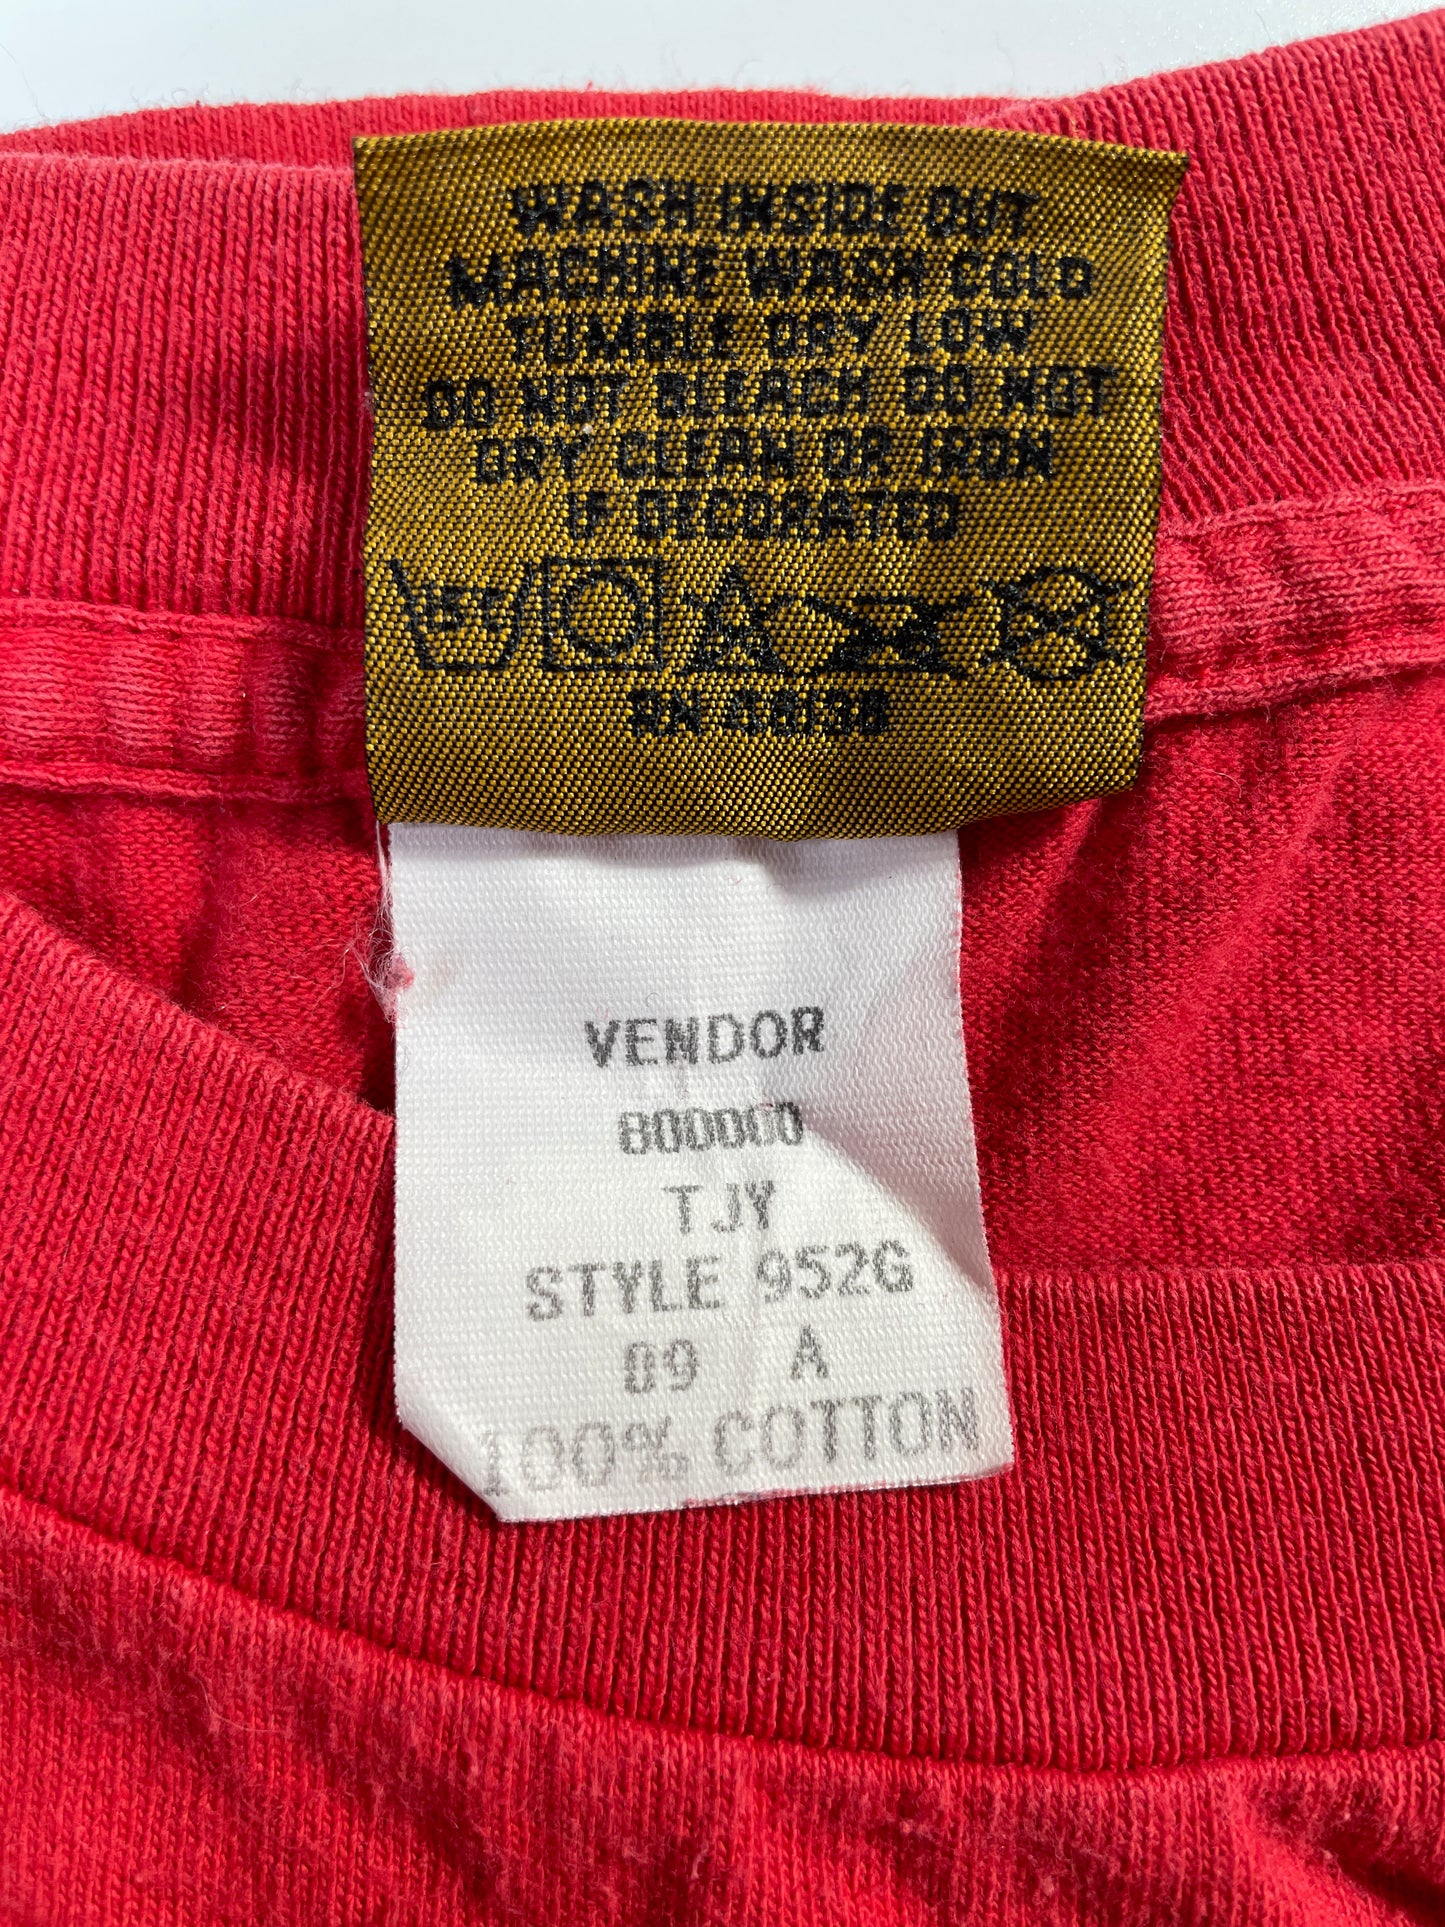 WASH INSIDE OUT
MACHINE WASH COLD
TUMBLE DRY LOW
DO NOT BLEACH DO NOT
DRY CLEAN OR IRON
IF DECORATED
VENDOR
800000
TJY
STYLE 952G
09 A
100% COTTON